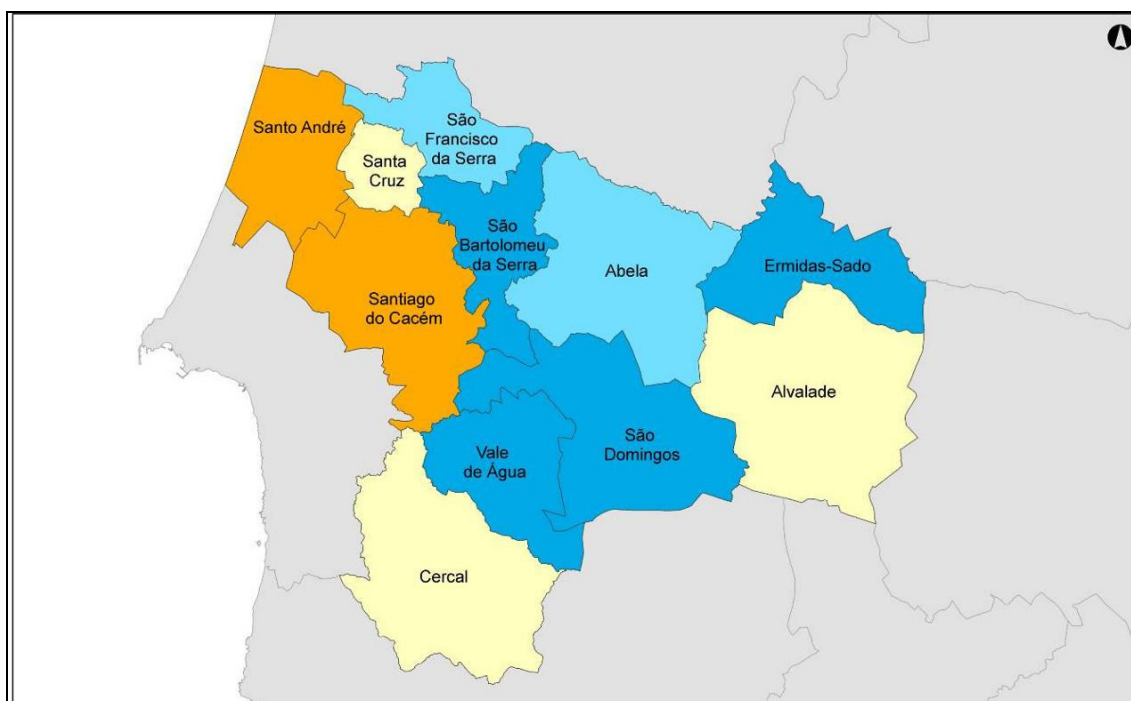 Santo André
São
Francisco
da Serra
Santa
Cruz
São
Bartolomeu
da Serra
Abela
Ermidas-Sado
Santiago
do Cacém
Alvalade
Vale
de Água
São
Domingos
Cercal